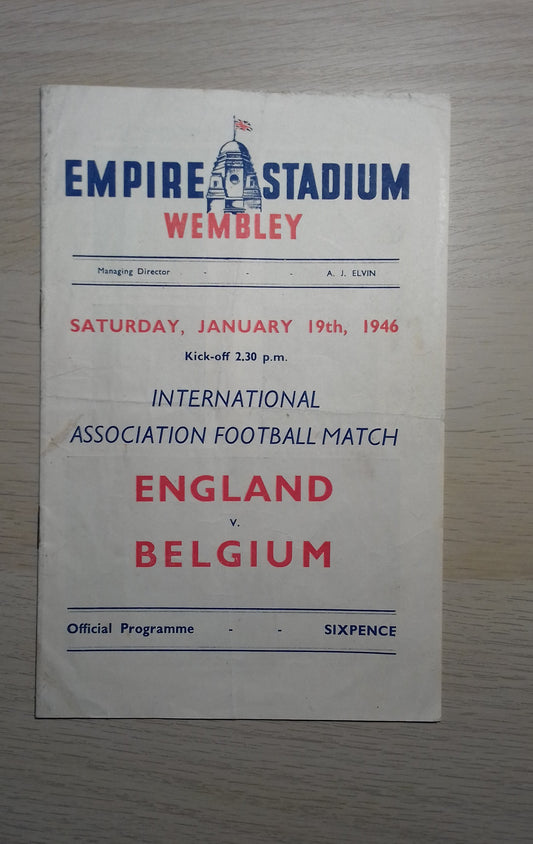 EMPIRE STADIUM
WEMBLEY
Managing Director - - - A. J. ELVIN
SATURDAY, JANUARY 19th, 1946
Kick-off 2.30 p.m.
INTERNATIONAL
ASSOCIATION FOOTBALL MATCH
ENGLAND
v.
BELGIUM
Official Programme - - SIXPENCE